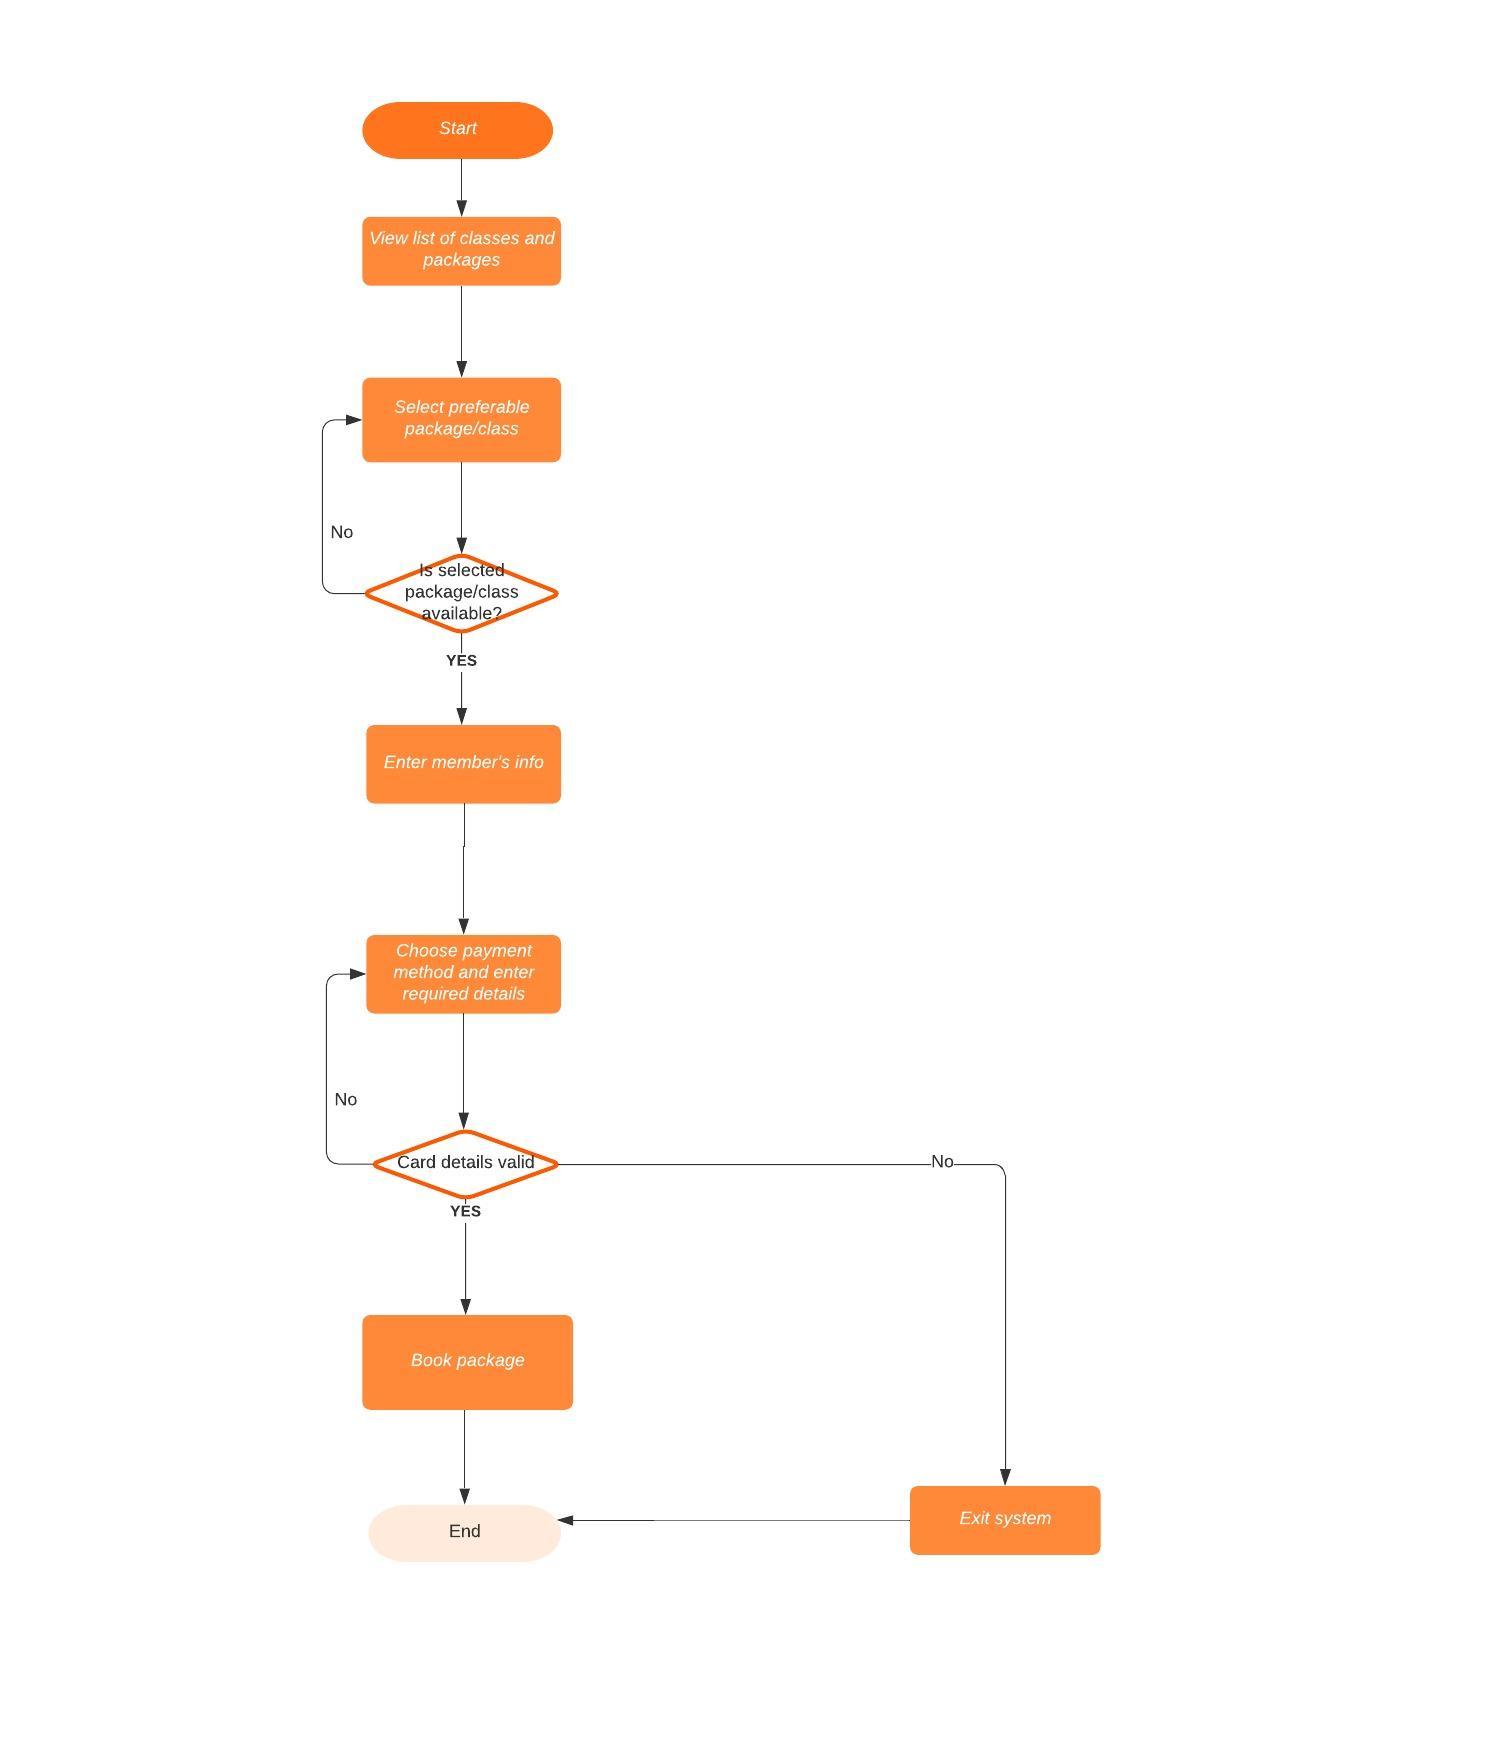 Start
View list of classes and
packages
Select preferable
package/class
No
Is selected
package/class
available?
YES
Enter member's info
Choose payment
method and enter
required details
No
Card details valid
No
YES
Book package
Exit system
End